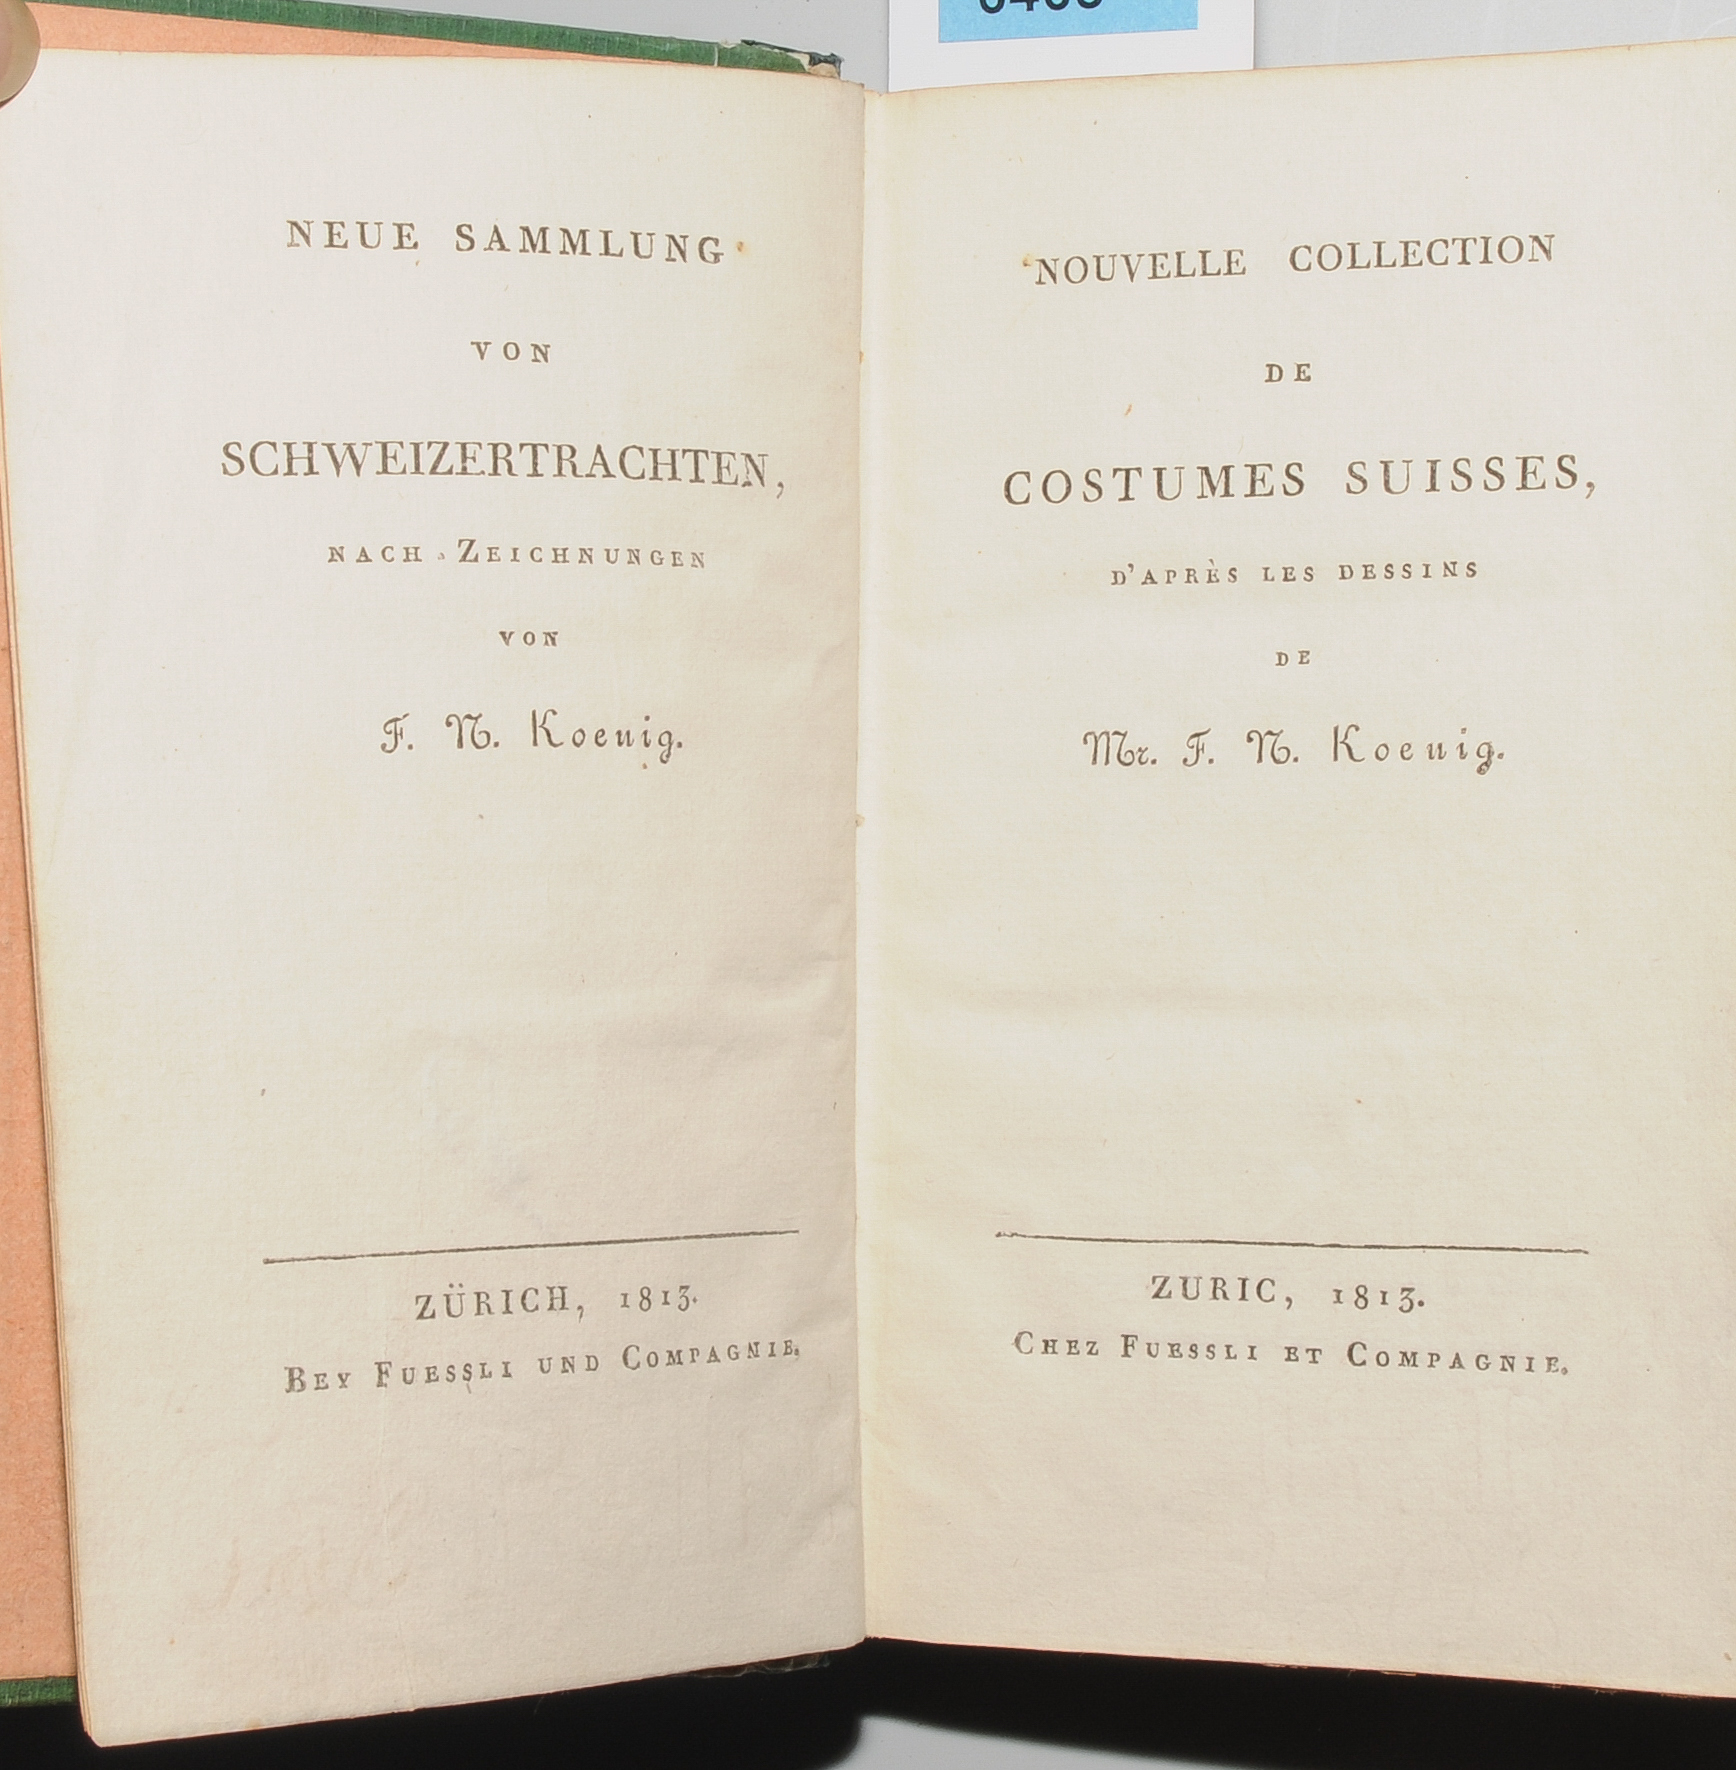 NEUE SAMMLUNG
VON
SCHWEIZERTRACHTEN,
NACH ZEICHNUNGEN
VON
F. N. Koenig.
ZÜRICH, 1813.
BEY FUESSLI UND COMPAGNIE.
NOUVELLE COLLECTION
DE
COSTUMES SUISSES,
D'APRÈS LES DESSINS
DE
Mr. F. N. Koenig.
ZURIC, 1813.
CHEZ FUESSLI ET COMPAGNIE.